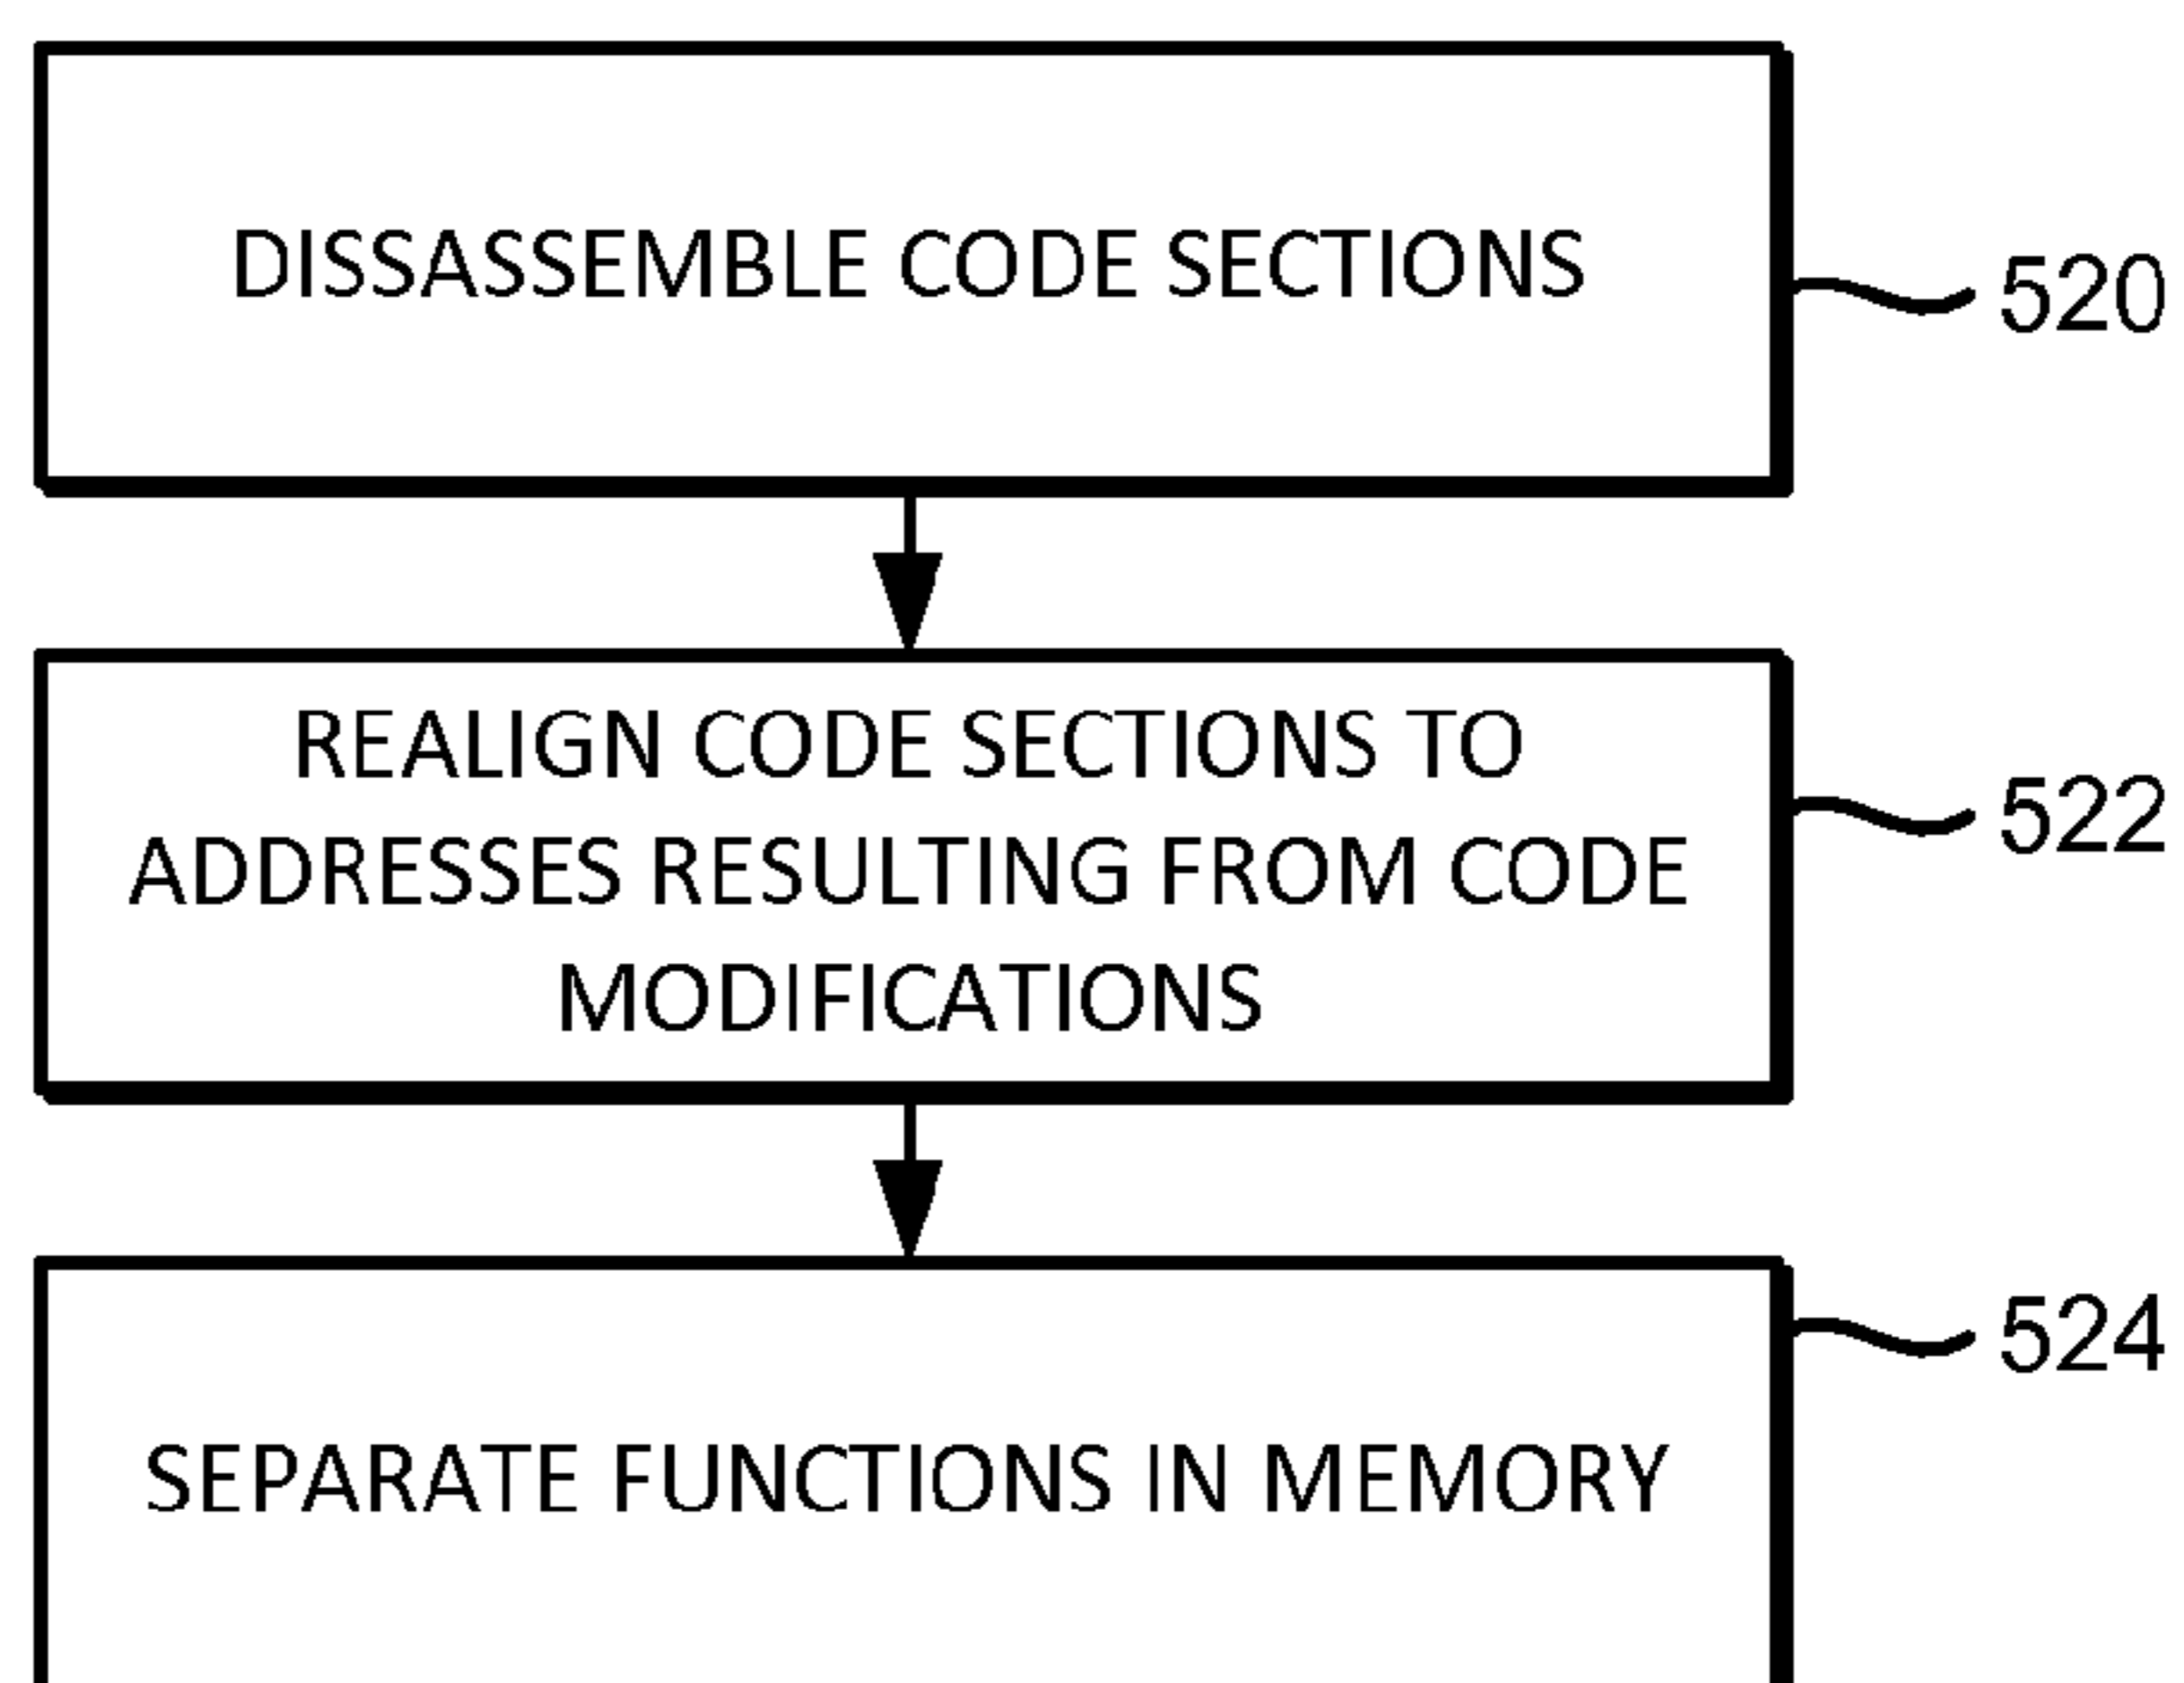 DISSASSEMBLE CODE SECTIONS
520
REALIGN CODE SECTIONS TO
ADDRESSES RESULTING FROM CODE
MODIFICATIONS
522
524
SEPARATE FUNCTIONS IN MEMORY